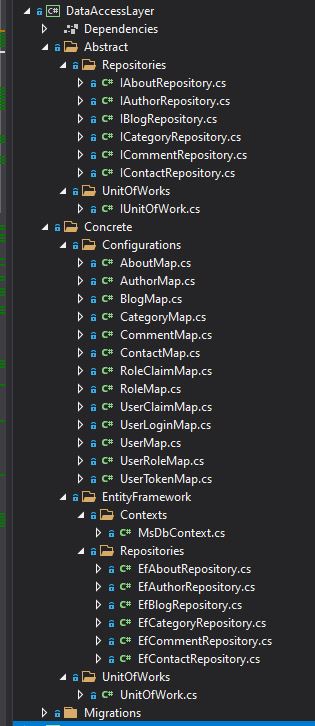 C# DataAccessLayer
Dependencies
Abstract
Repositories
C# IAboutRepository.cs
C# IAuthorRepository.cs
C# IBlogRepository.cs
C# ICategoryRepository.cs
C# ICommentRepository.cs
C# IContactRepository.cs
UnitOfWorks
C# IUnitOfWork.cs
Concrete
Configurations
C# AboutMap.cs
C# AuthorMap.cs
C# BlogMap.cs
C# CategoryMap.cs
C# CommentMap.cs
C# ContactMap.cs
C# RoleClaimMap.cs
C# RoleMap.cs
C# UserClaimMap.cs
C# UserLoginMap.cs
C# UserMap.cs
C# UserRoleMap.cs
C# UserTokenMap.cs
EntityFramework
Contexts
C# MsDbContext.cs
Repositories
C# EfAboutRepository.cs
C# EfAuthorRepository.cs
C# EfBlogRepository.cs
C# EfCategoryRepository.cs
C# EfCommentRepository.cs
C# EfContactRepository.cs
UnitOfWorks
C# UnitOfWork.cs
Migrations